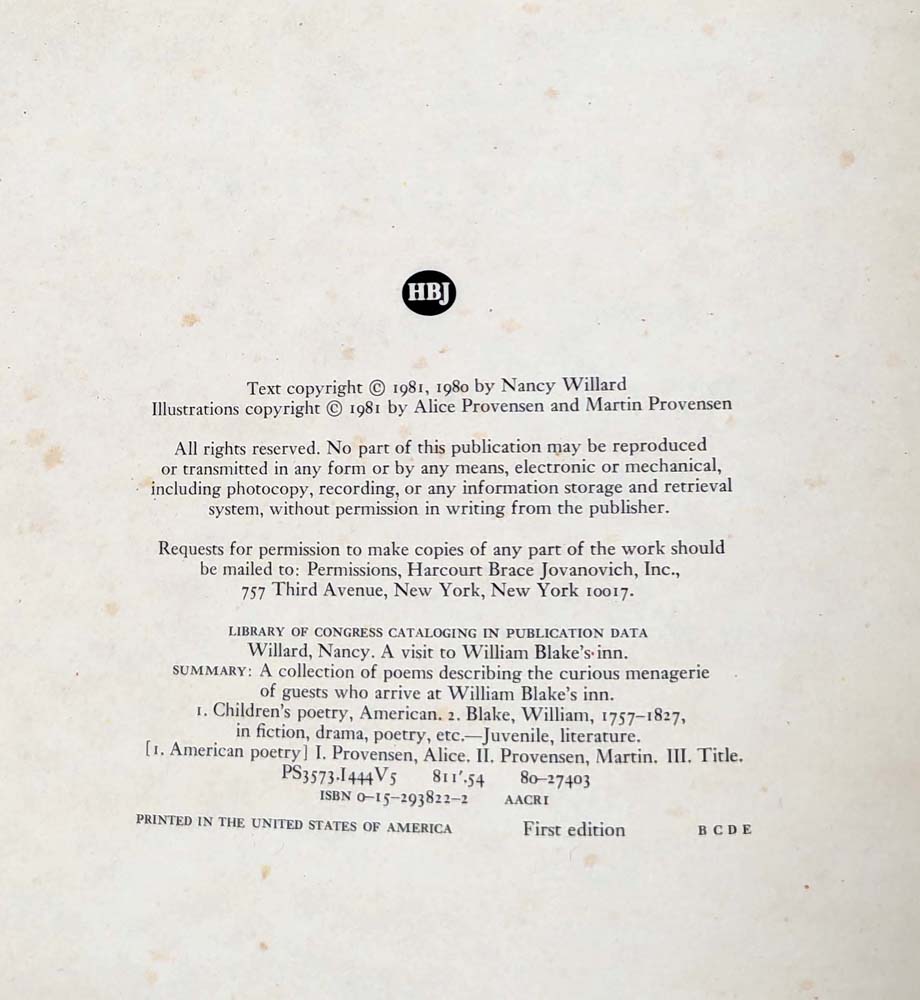 HBJ
Text copyright © 1981, 1980 by Nancy Willard
Illustrations copyright © 1981 by Alice Provensen and Martin Provensen
All rights reserved. No part of this publication may be reproduced
or transmitted in any form or by any means, electronic or mechanical,
including photocopy, recording, or any information storage and retrieval
system, without permission in writing from the publisher.
Requests for permission to make copies of any part of the work should
be mailed to: Permissions, Harcourt Brace Jovanovich, Inc.,
757 Third Avenue, New York, New York 10017.
LIBRARY OF CONGRESS CATALOGING IN PUBLICATION DATA
Willard, Nancy. A visit to William Blake's inn.
SUMMARY: A collection of poems describing the curious menagerie
of guests who arrive at William Blake's inn.
1. Children's poetry, American. 2. Blake, William, 1757–1827,
in fiction, drama, poetry, etc.—Juvenile, literature.
[1. American poetry] I. Provensen, Alice. II. Provensen, Martin. III. Title.
PS3573.I444V5 811'.54 80–27403
ISBN 0–15–293822–2 AACR1
PRINTED IN THE UNITED STATES OF AMERICA First edition B C D E